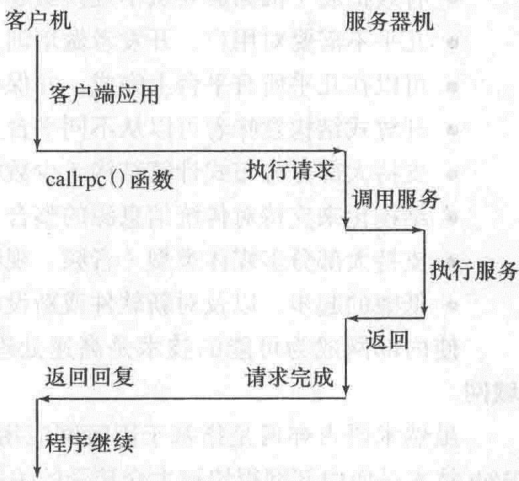 客户机 服务器机
客户端应用
callrpc()函数 执行请求
调用服务
执行服务
返回
返回回复 请求完成
程序继续